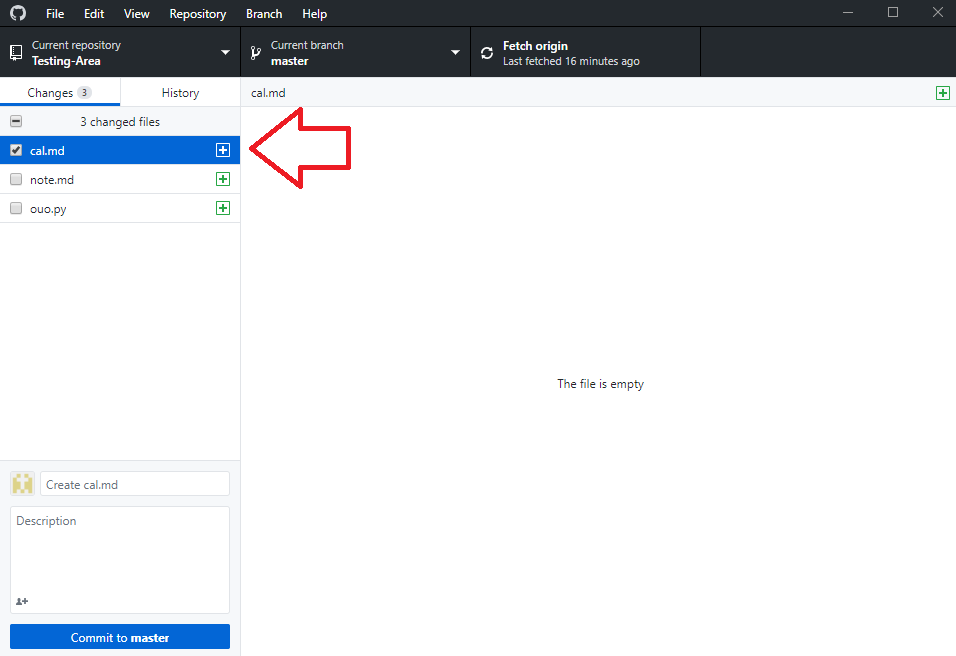 File Edit View Repository Branch Help
Current repository
Testing-Area
Current branch
master
Fetch origin
Last fetched 16 minutes ago
Changes 3
History
cal.md
3 changed files
cal.md
note.md
ouo.py
The file is empty
Create cal.md
Description
Commit to master